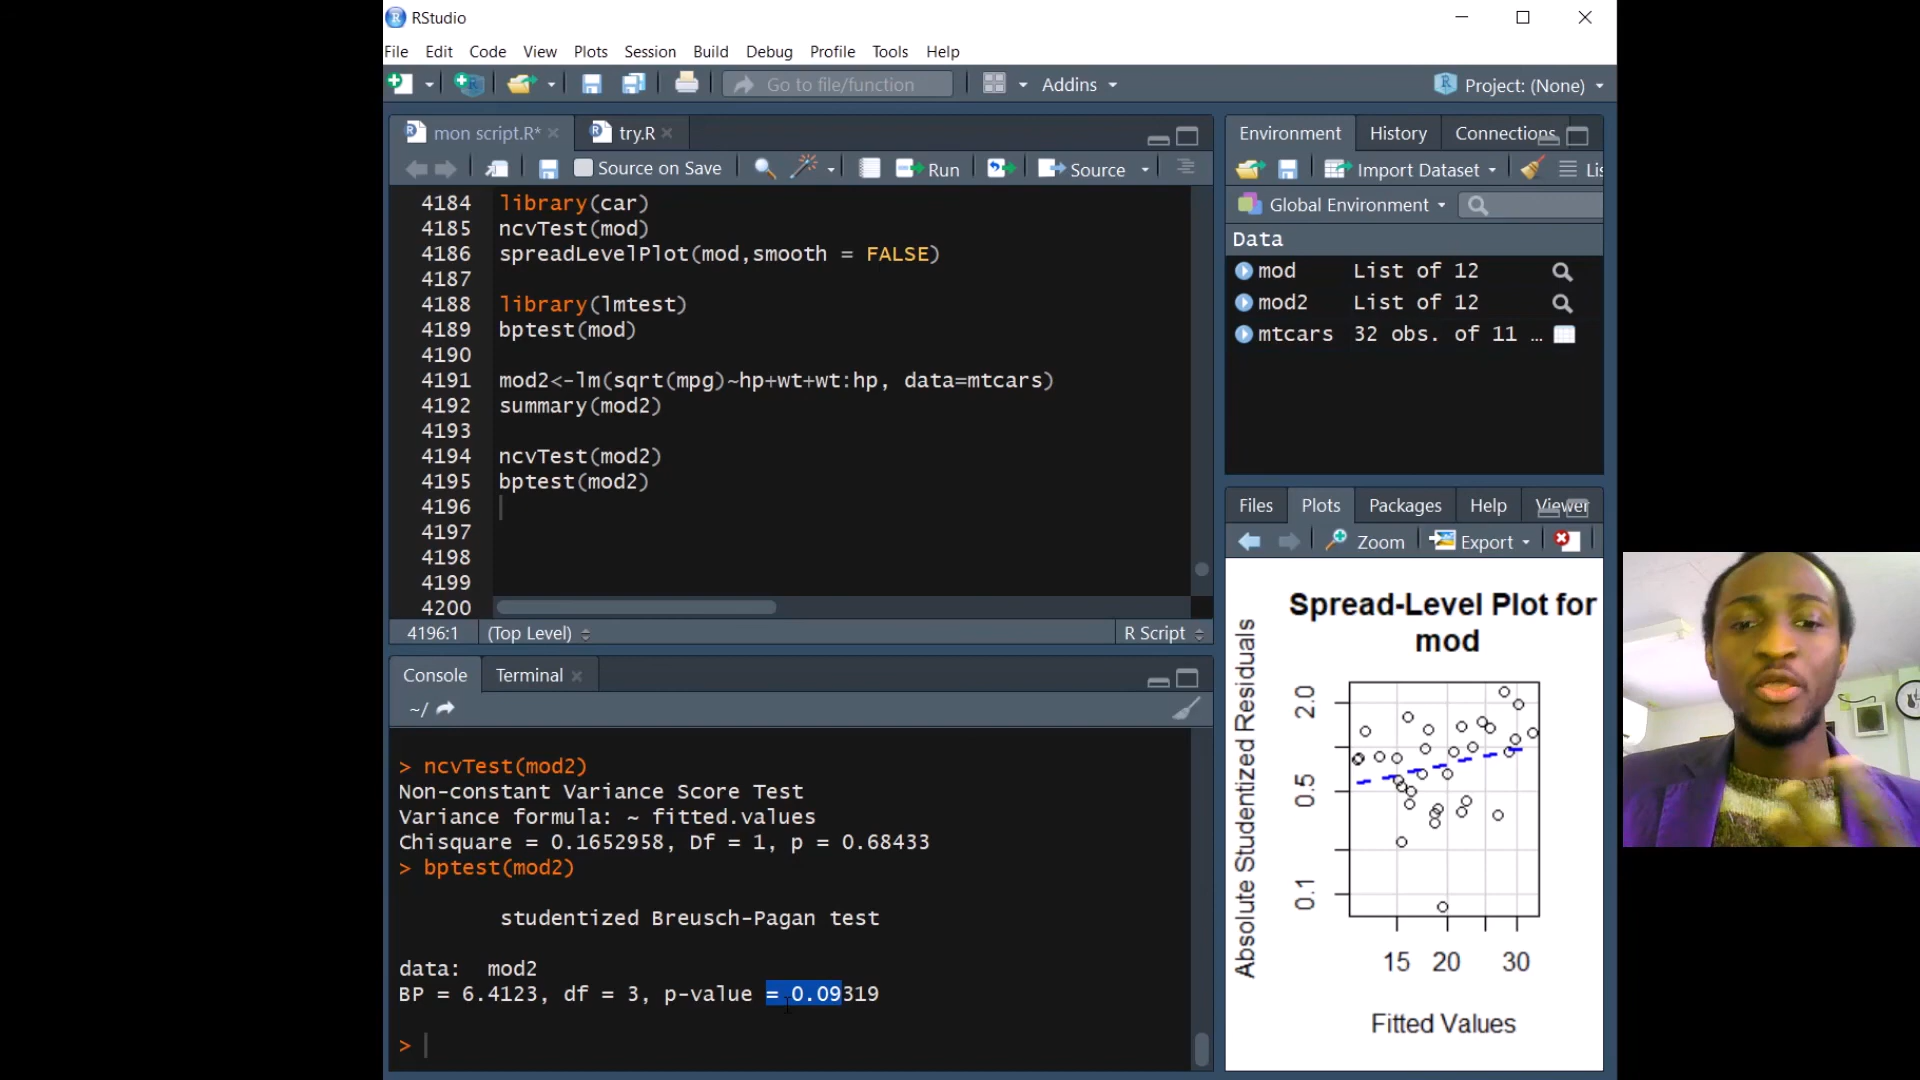 RStudio
File Edit Code View Plots Session Build Debug Profile Tools Help
Go to file/function Addins Project: (None)
mon script.R* try.R
Source on Save Run Source
4184 library(car)
4185 ncvTest(mod)
4186 spreadLevelPlot(mod,smooth = FALSE)
4187
4188 library(lmtest)
4189 bptest(mod)
4190
4191 mod2<-lm(sqrt(mpg)~hp+wt+wt:hp, data=mtcars)
4192 summary(mod2)
4193
4194 ncvTest(mod2)
4195 bptest(mod2)
4196
4197
4198
4199
4200
4196:1 (Top Level) R Script
Console Terminal
~/
> ncvTest(mod2)
Non-constant Variance Score Test
Variance formula: ~ fitted.values
Chisquare = 0.1652958, Df = 1, p = 0.68433
> bptest(mod2)
studentized Breusch-Pagan test
data: mod2
BP = 6.4123, df = 3, p-value = 0.09319
>
Environment History Connections
Import Dataset Lis
Global Environment
Data
mod List of 12
mod2 List of 12
mtcars 32 obs. of 11 …
Files Plots Packages Help Viewer
Zoom Export
Spread-Level Plot for
mod
Absolute Studentized Residuals
2.0
0.5
0.1
15 20 30
Fitted Values